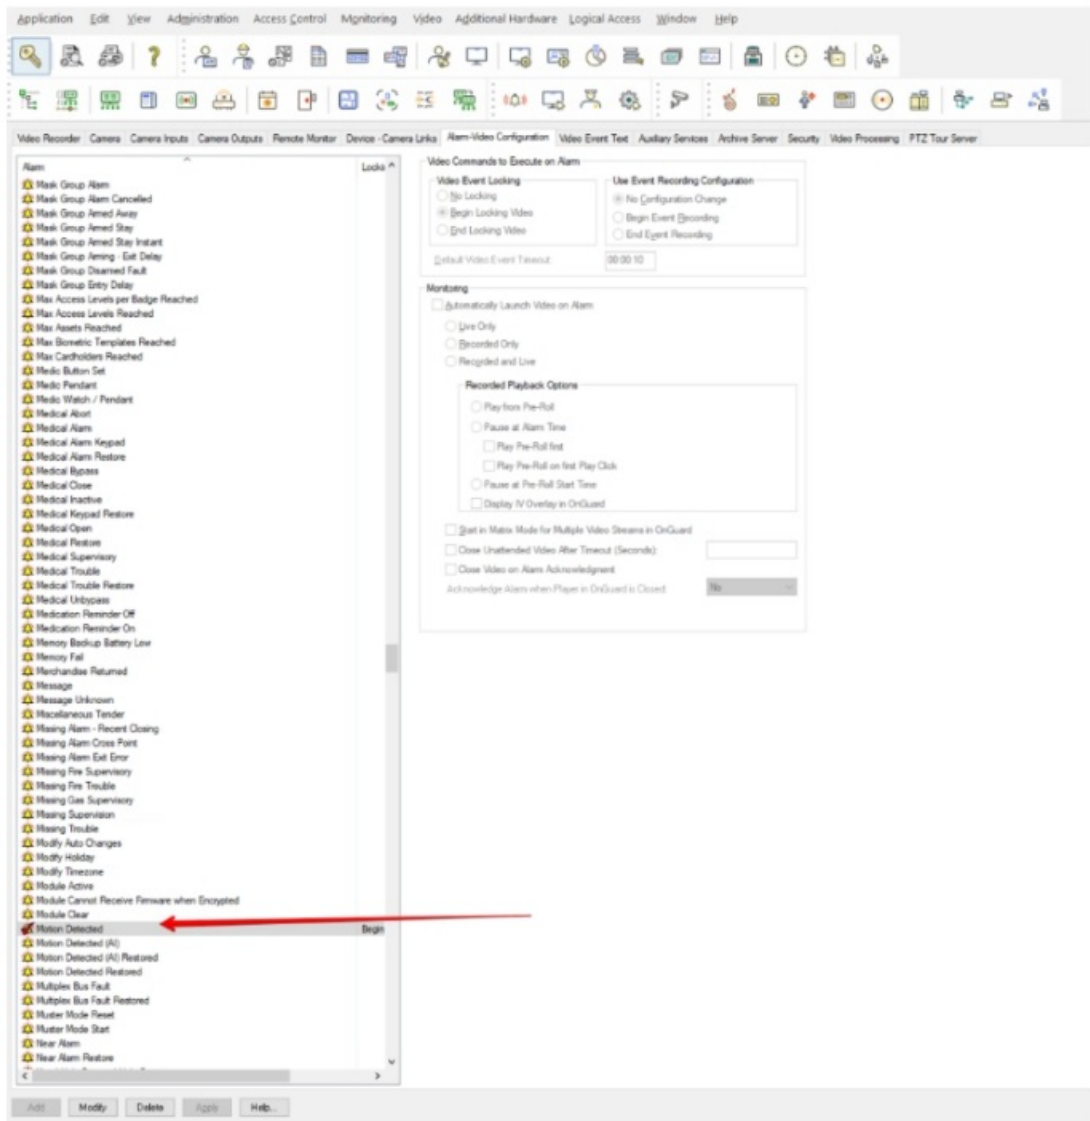 Application Edit View Administration Access Control Monitoring Video Additional Hardware Logical Access Window Help
Video Recorder Camera Camera Inputs Camera Outputs Remote Monitor Device - Camera Links Alarm-Video Configuration Video Event Text Auxiliary Services Archive Server Security Video Processing PTZ Tour Server
Alarm Locks
Mask Group Alarm
Mask Group Alarm Cancelled
Mask Group Armed Away
Mask Group Armed Stay
Mask Group Armed Stay Instant
Mask Group Arming - Exit Delay
Mask Group Disarmed Fault
Mask Group Entry Delay
Max Access Levels per Badge Reached
Max Access Levels Reached
Max Assets Reached
Max Biometric Templates Reached
Max Cardholders Reached
Medic Button Set
Medic Pendant
Medic Watch / Pendant
Medical Abort
Medical Alarm
Medical Alarm Keypad
Medical Alarm Restore
Medical Bypass
Medical Close
Medical Inactive
Medical Keypad Restore
Medical Open
Medical Restore
Medical Supervisory
Medical Trouble
Medical Trouble Restore
Medical Unbypass
Medication Reminder Off
Medication Reminder On
Memory Backup Battery Low
Memory Fail
Merchandise Returned
Message
Message Unknown
Miscellaneous Tender
Missing Alarm - Recent Closing
Missing Alarm Cross Point
Missing Alarm Exit Error
Missing Fire Supervisory
Missing Fire Trouble
Missing Gas Supervisory
Missing Supervision
Missing Trouble
Modify Auto Changes
Modify Holiday
Modify Timezone
Module Active
Module Cannot Receive Firmware when Encrypted
Module Clear
Motion Detected Begin
Motion Detected (AI)
Motion Detected (AI) Restored
Motion Detected Restored
Multiplex Bus Fault
Multiplex Bus Fault Restored
Muster Mode Reset
Muster Mode Start
Near Alarm
Near Alarm Restore
Video Commands to Execute on Alarm
Video Event Locking
No Locking
Begin Locking Video
End Locking Video
Use Event Recording Configuration
No Configuration Change
Begin Event Recording
End Event Recording
Default Video Event Timeout: 00:00:10
Monitoring
Automatically Launch Video on Alarm
Live Only
Recorded Only
Recorded and Live
Recorded Playback Options
Play from Pre-Roll
Pause at Alarm Time
Play Pre-Roll first
Play Pre-Roll on first Play Click
Pause at Pre-Roll Start Time
Display IV Overlay in OnGuard
Start in Matrix Mode for Multiple Video Streams in OnGuard
Close Unattended Video After Timeout (Seconds):
Close Video on Alarm Acknowledgment
Acknowledge Alarm when Player in OnGuard is Closed: No
Add Modify Delete Apply Help...